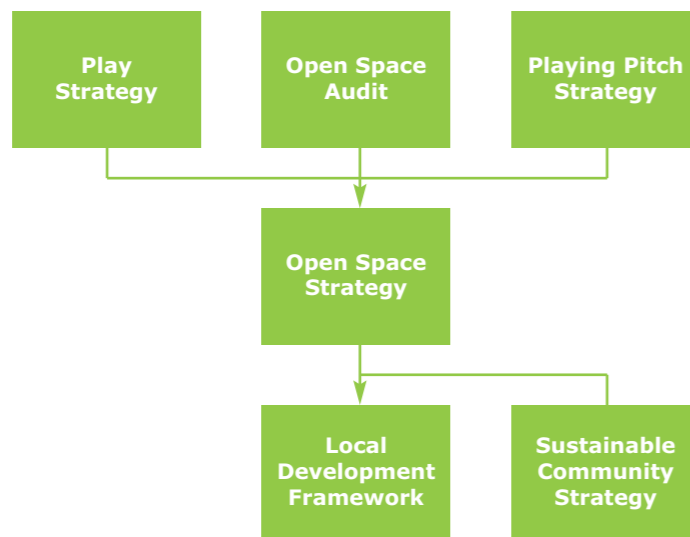 Play
Strategy
Open Space
Audit
Playing Pitch
Strategy
Open Space
Strategy
Local
Development
Framework
Sustainable
Community
Strategy